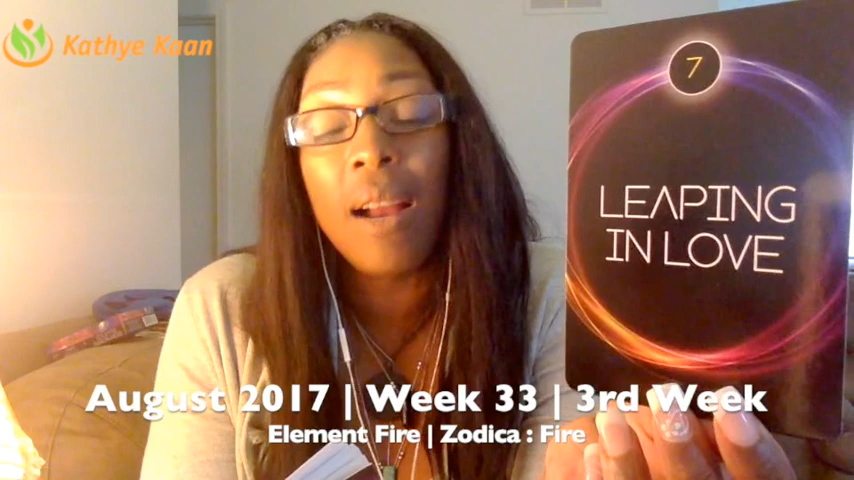 Kathye Kaan
7
LEAPING
IN LOVE
August 2017 | Week 33 | 3rd Week
Element Fire | Zodica : Fire